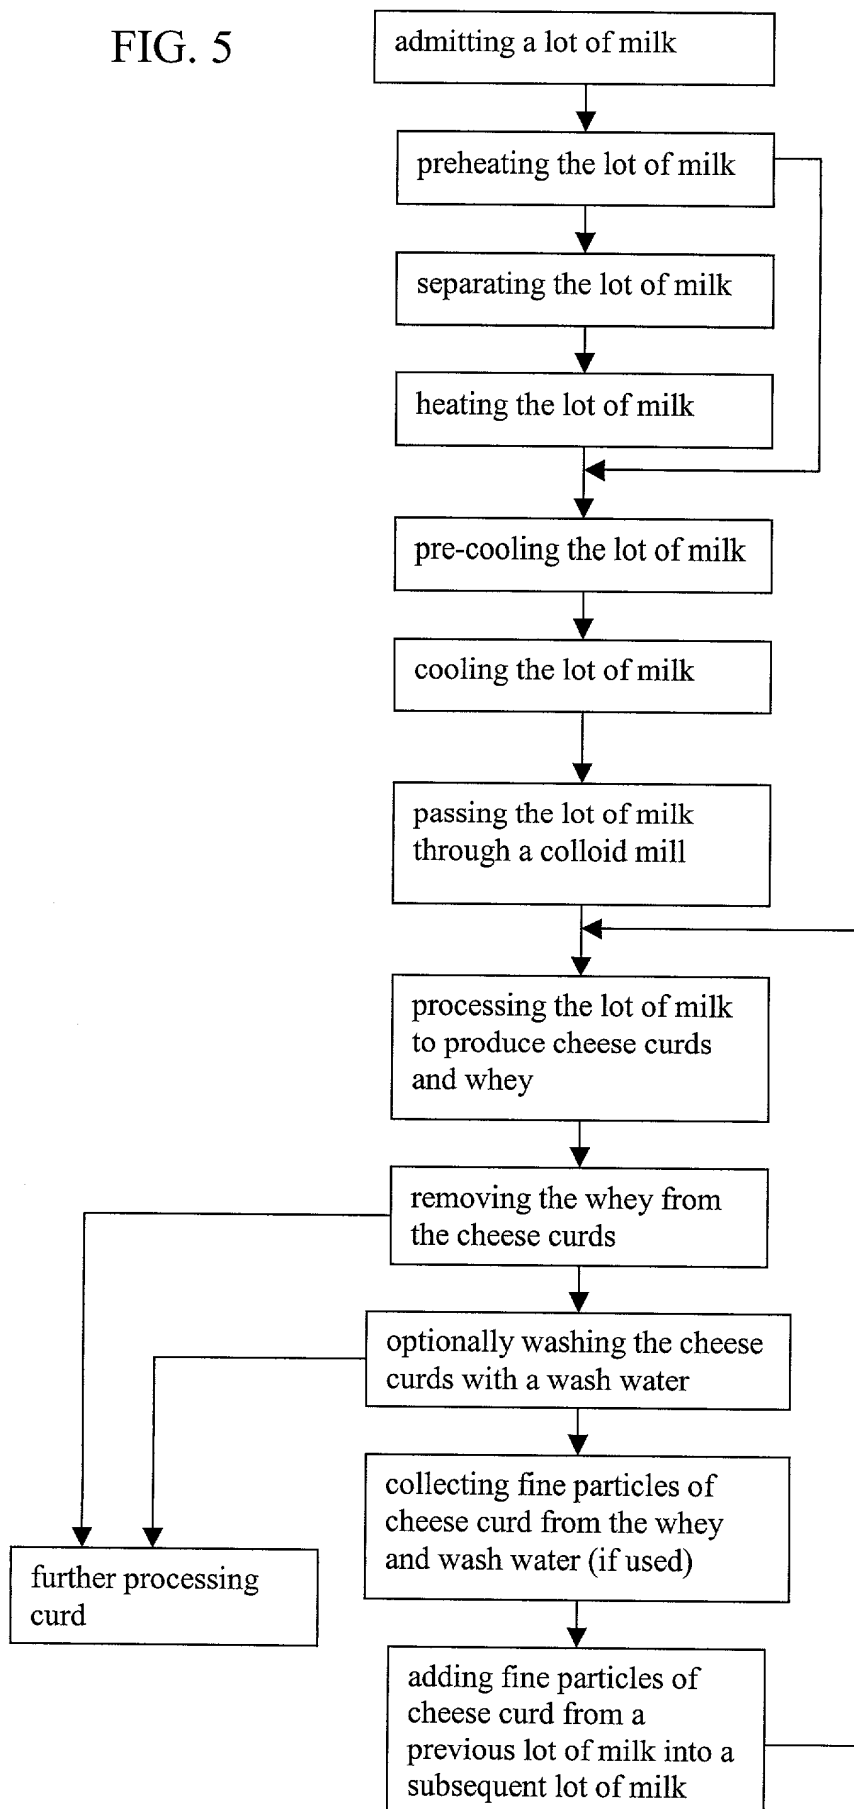 FIG. 5
admitting a lot of milk
preheating the lot of milk
separating the lot of milk
heating the lot of milk
pre-cooling the lot of milk
cooling the lot of milk
passing the lot of milk
through a colloid mill
processing the lot of milk
to produce cheese curds
and whey
removing the whey from
the cheese curds
optionally washing the cheese
curds with a wash water
collecting fine particles of
cheese curd from the whey
and wash water (if used)
further processing
curd
adding fine particles of
cheese curd from a
previous lot of milk into a
subsequent lot of milk